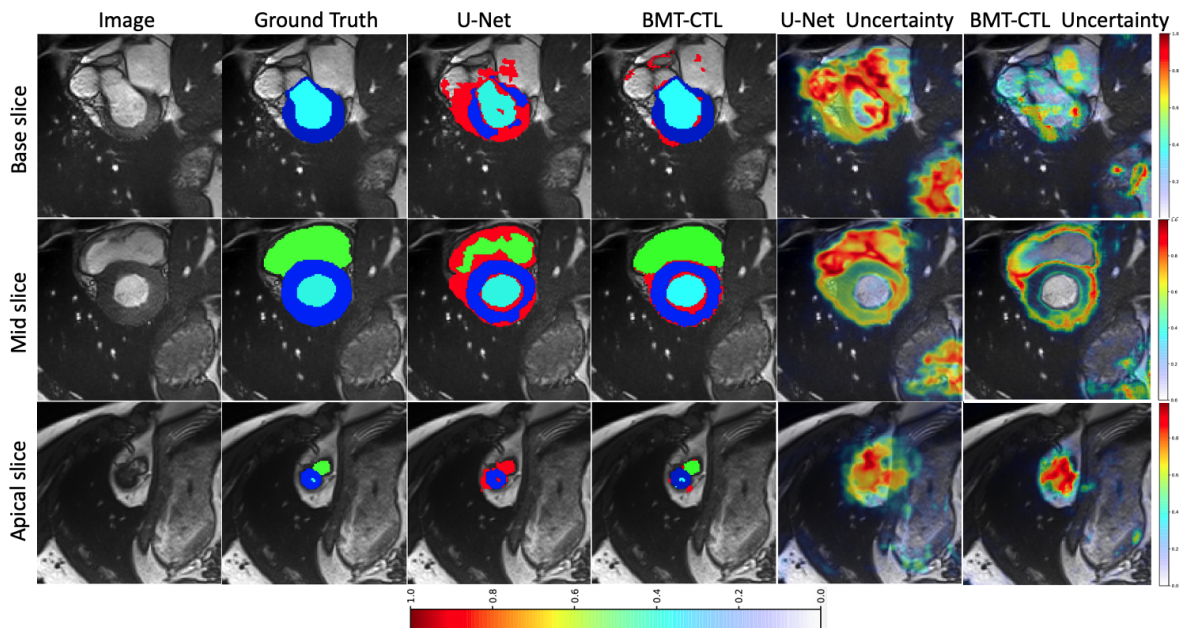 Image Ground Truth U-Net BMT-CTL U-Net Uncertainty BMT-CTL Uncertainty
Base slice
Mid slice
Apical slice
1.0 0.8 0.6 0.4 0.2 0.0